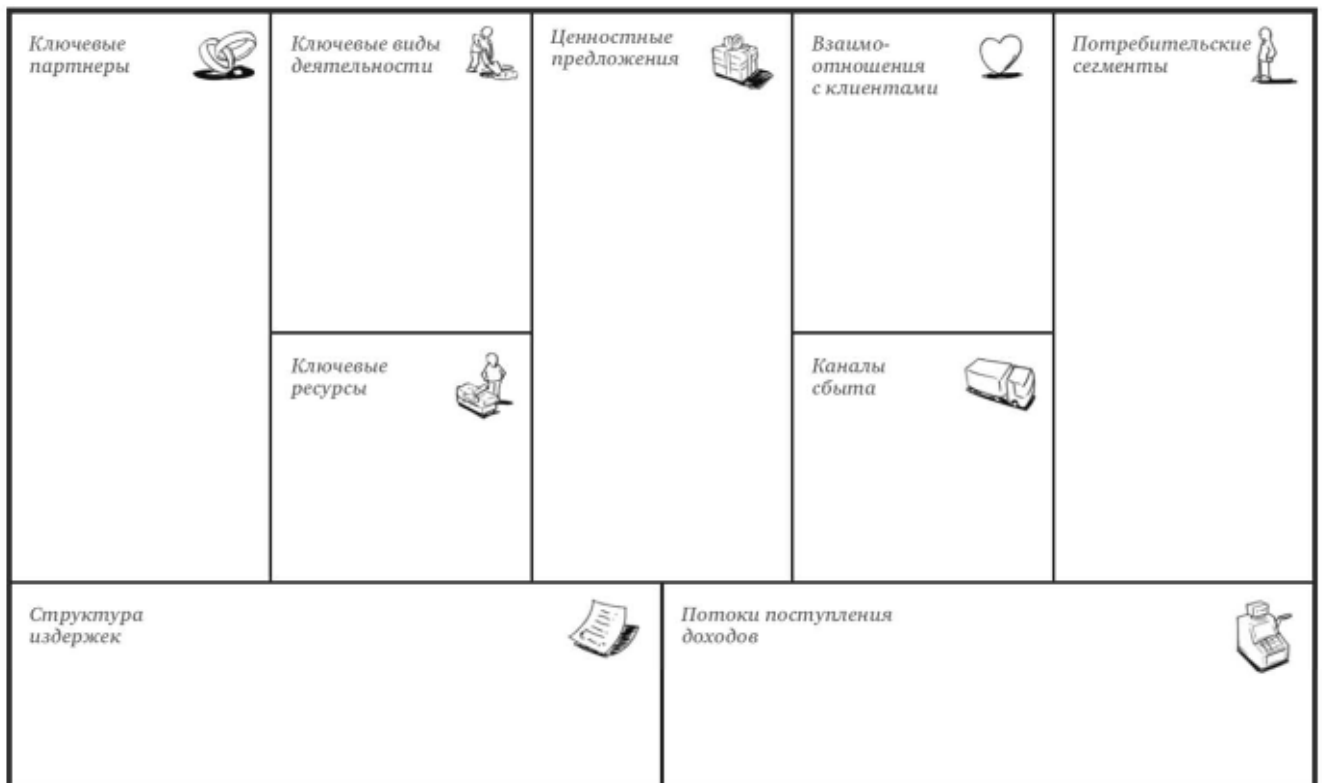 Ключевые
партнеры
Ключевые виды
деятельности
Ключевые
ресурсы
Ценностные
предложения
Взаимо-
отношения
с клиентами
Каналы
сбыта
Потребительские
сегменты
Структура
издержек
Потоки поступления
доходов